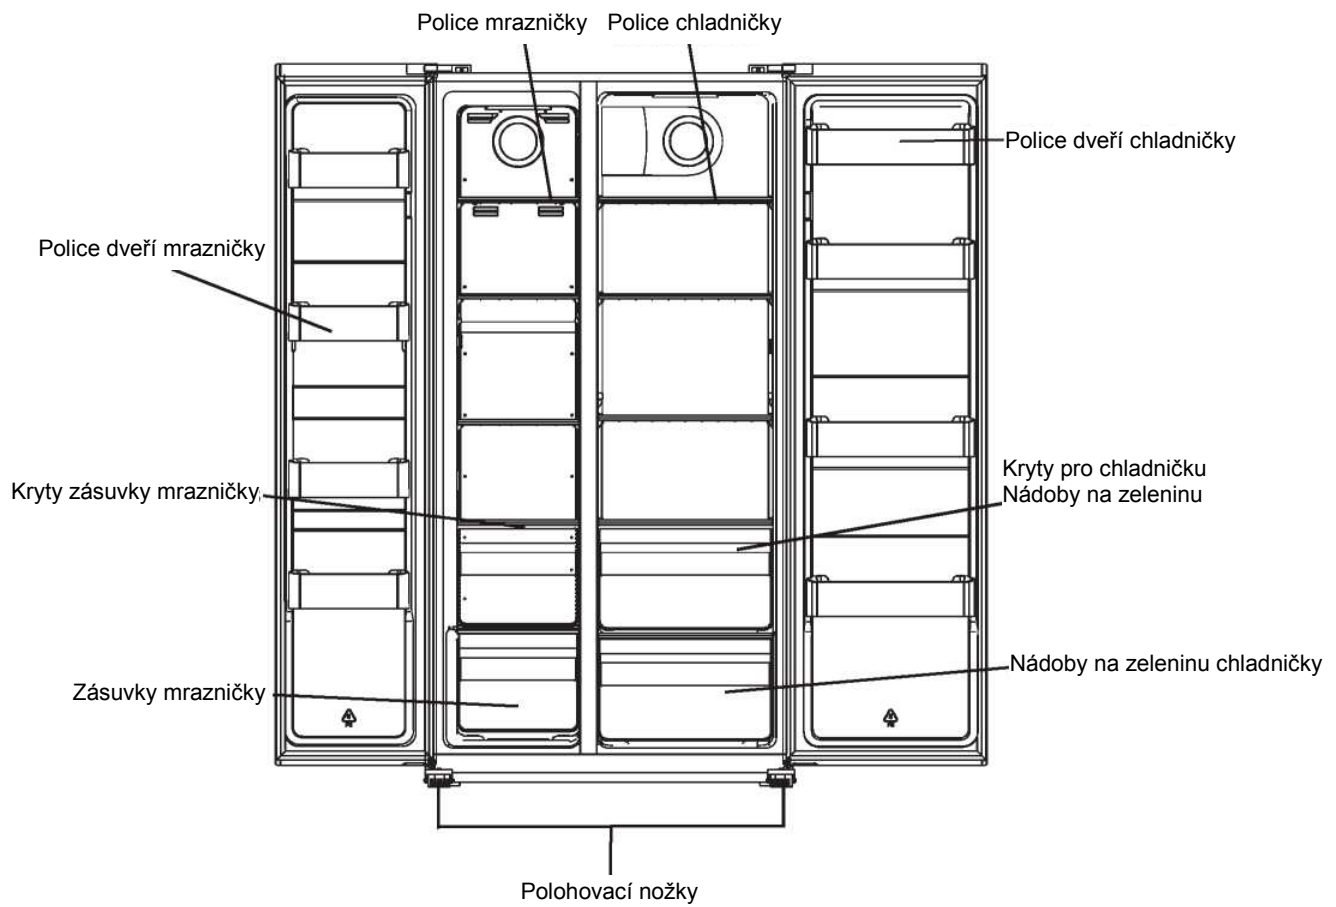 Police mrazničky
Police chladničky
Police dveří chladničky
Police dveří mrazničky
Kryty pro chladničku
Nádoby na zeleninu
Kryty zásuvky mrazničky
Nádoby na zeleninu chladničky
Zásuvky mrazničky
Polohovací nožky